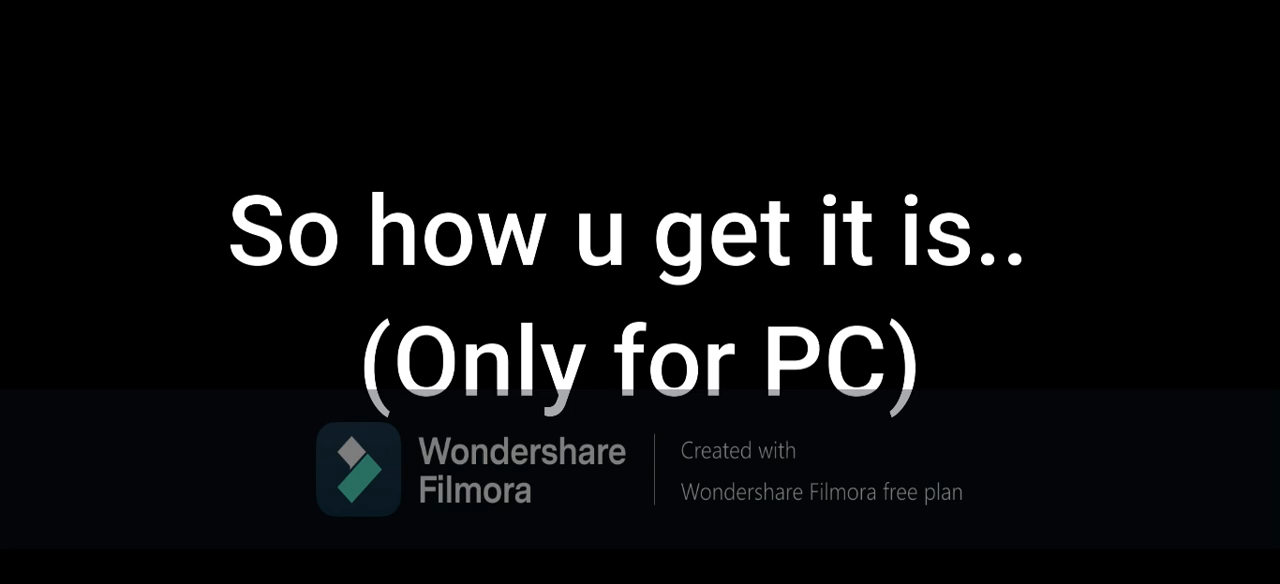 So how u get it is..
(Only for PC)
Wondershare
Filmora
Created with
Wondershare Filmora free plan